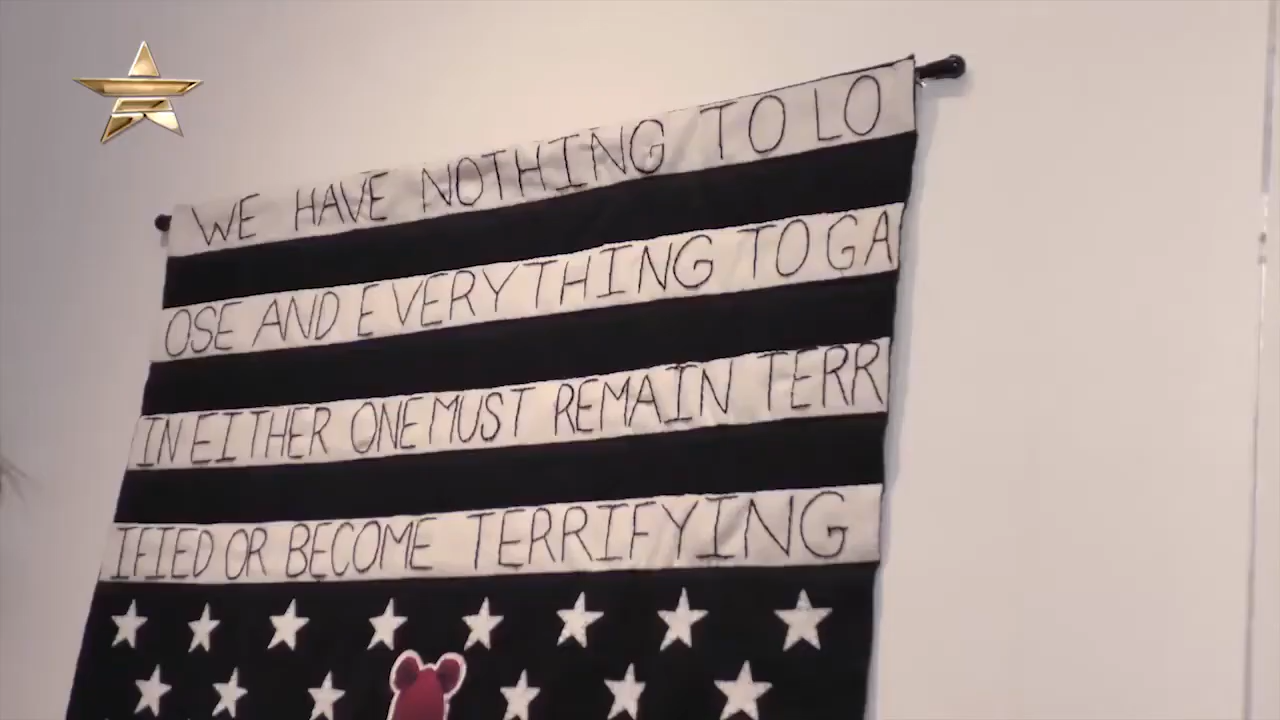 WE HAVE NOTHING TO LO
OSE AND EVERYTHING TO GA
IN EITHER ONE MUST REMAIN TERR
IFIED OR BECOME TERRIFYING